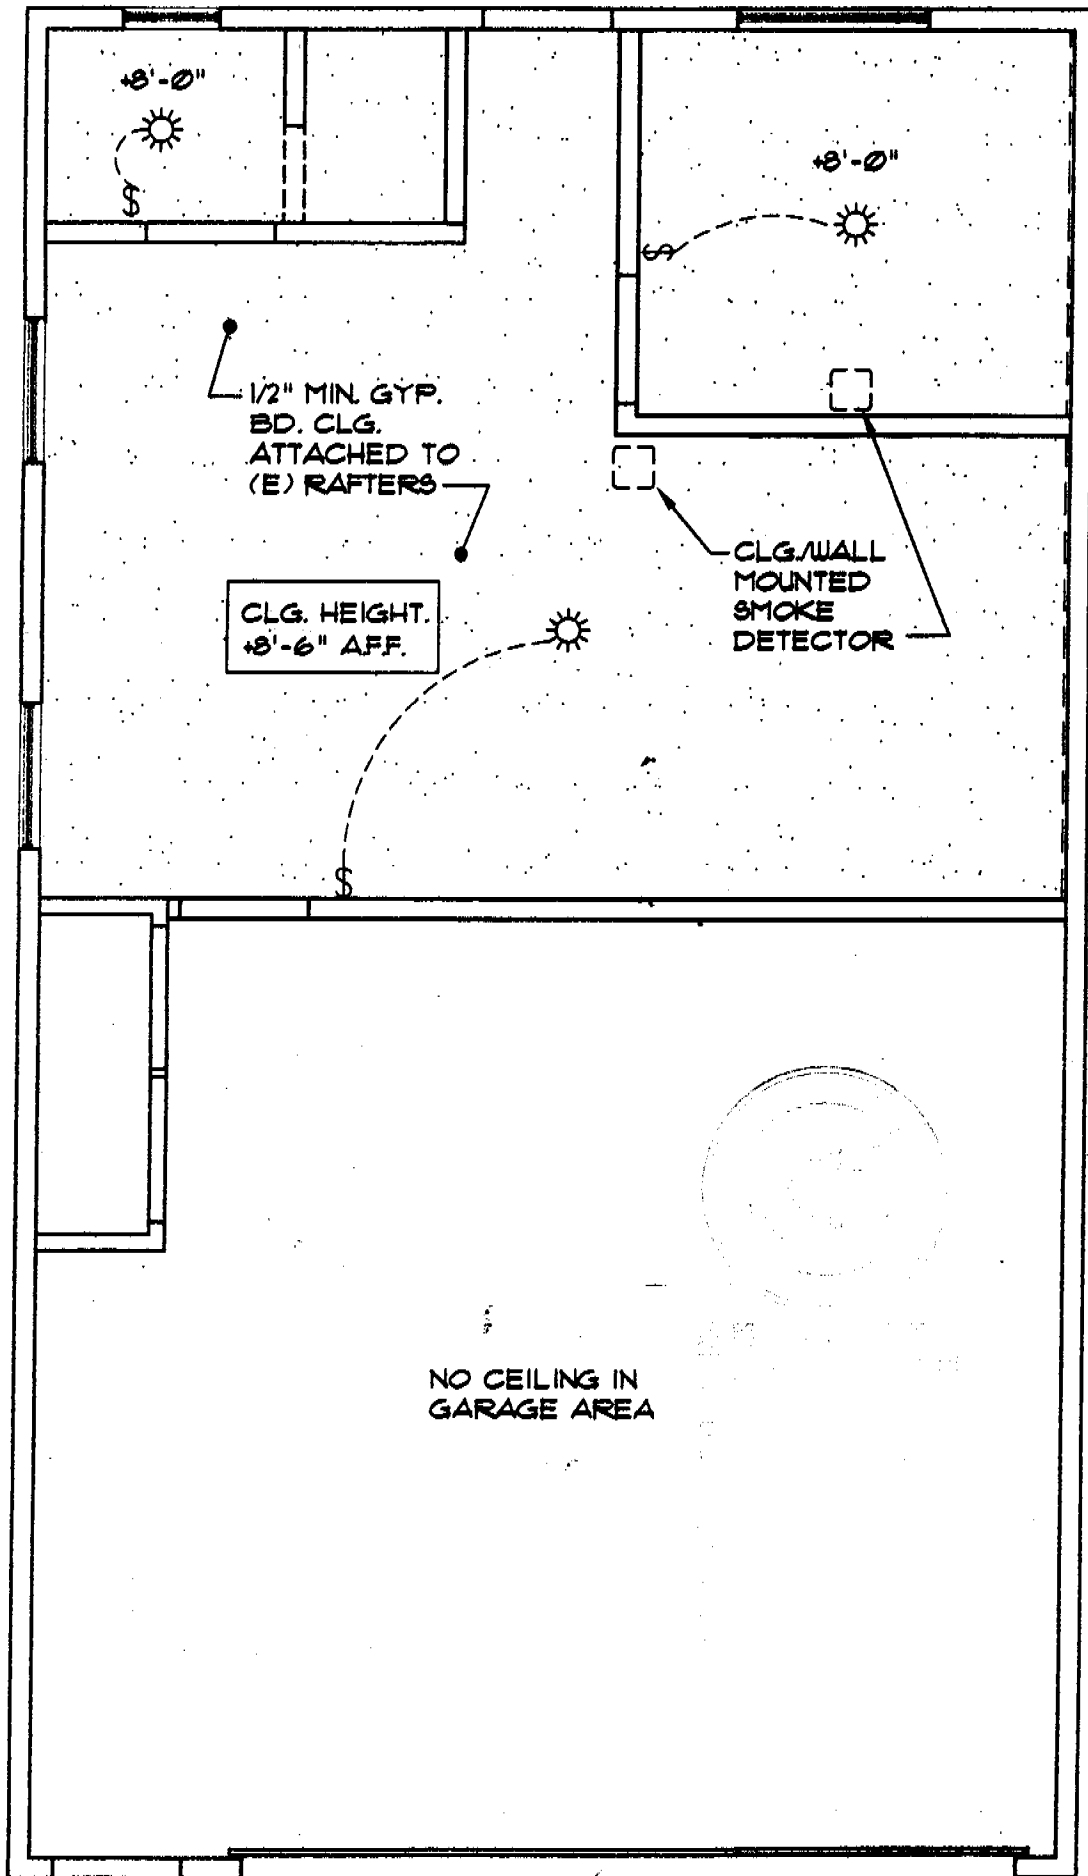 +8'-0"
$
+8'-0"
$
1/2" MIN. GYP.
BD. CLG.
ATTACHED TO
(E) RAFTERS
CLG./WALL
MOUNTED
SMOKE
DETECTOR
CLG. HEIGHT.
+8'-6" A.F.F.
$
NO CEILING IN
GARAGE AREA